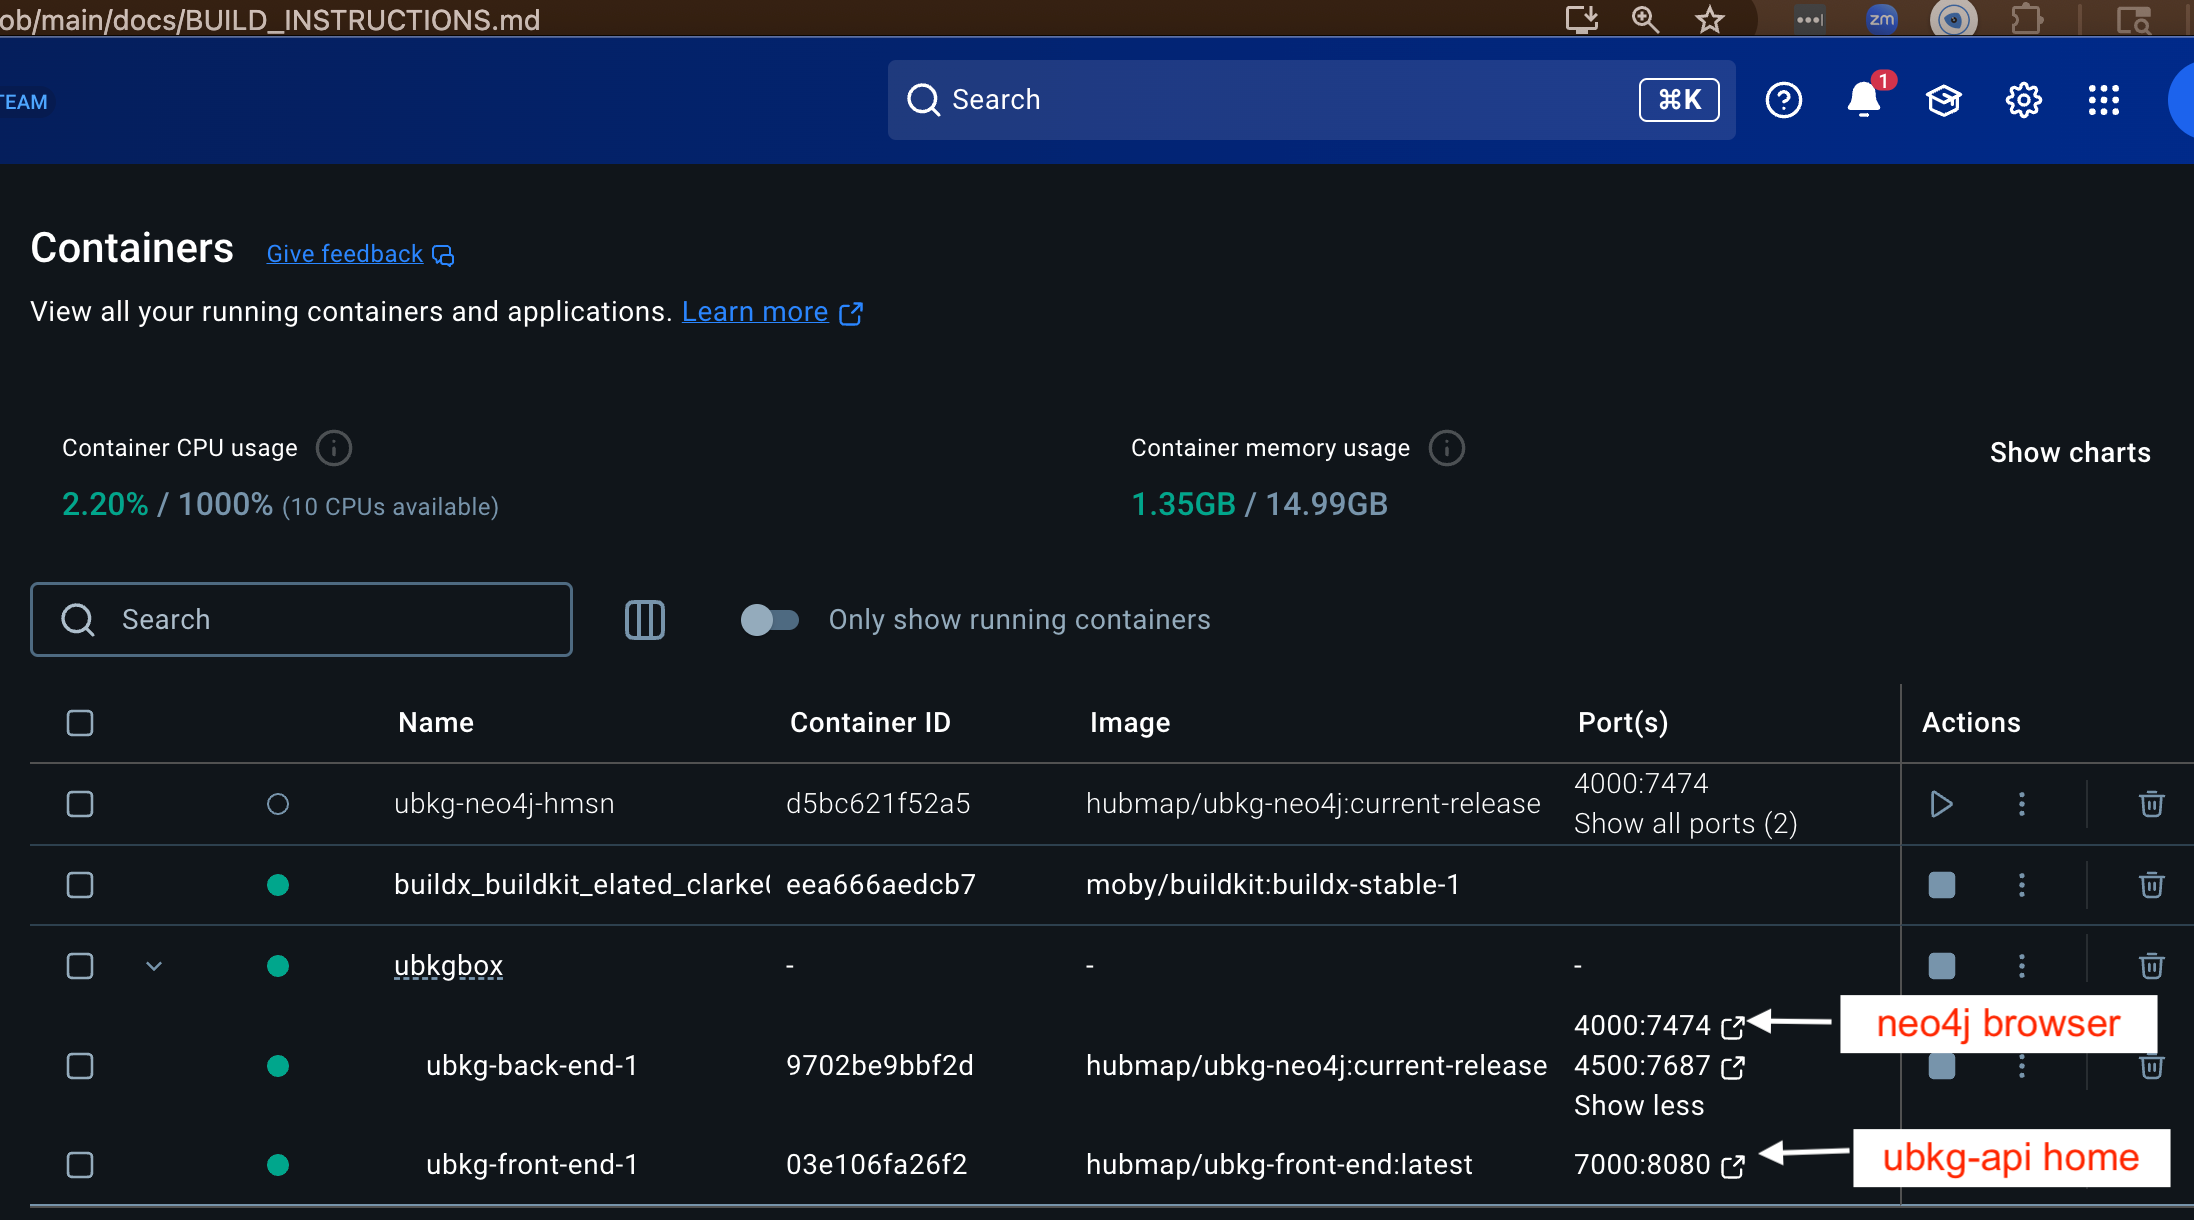 ob/main/docs/BUILD_INSTRUCTIONS.md
zm
TEAM
Search
⌘K
1
Containers
Give feedback
View all your running containers and applications. Learn more
Container CPU usage
Container memory usage
Show charts
2.20% / 1000% (10 CPUs available)
1.35GB / 14.99GB
Search
Only show running containers
Name Container ID Image Port(s) Actions
ubkg-neo4j-hmsn d5bc621f52a5 hubmap/ubkg-neo4j:current-release 4000:7474
Show all ports (2)
buildx_buildkit_elated_clarke eea666aedcb7 moby/buildkit:buildx-stable-1
ubkgbox - - -
4000:7474 neo4j browser
ubkg-back-end-1 9702be9bbf2d hubmap/ubkg-neo4j:current-release 4500:7687
Show less
ubkg-front-end-1 03e106fa26f2 hubmap/ubkg-front-end:latest 7000:8080 ubkg-api home